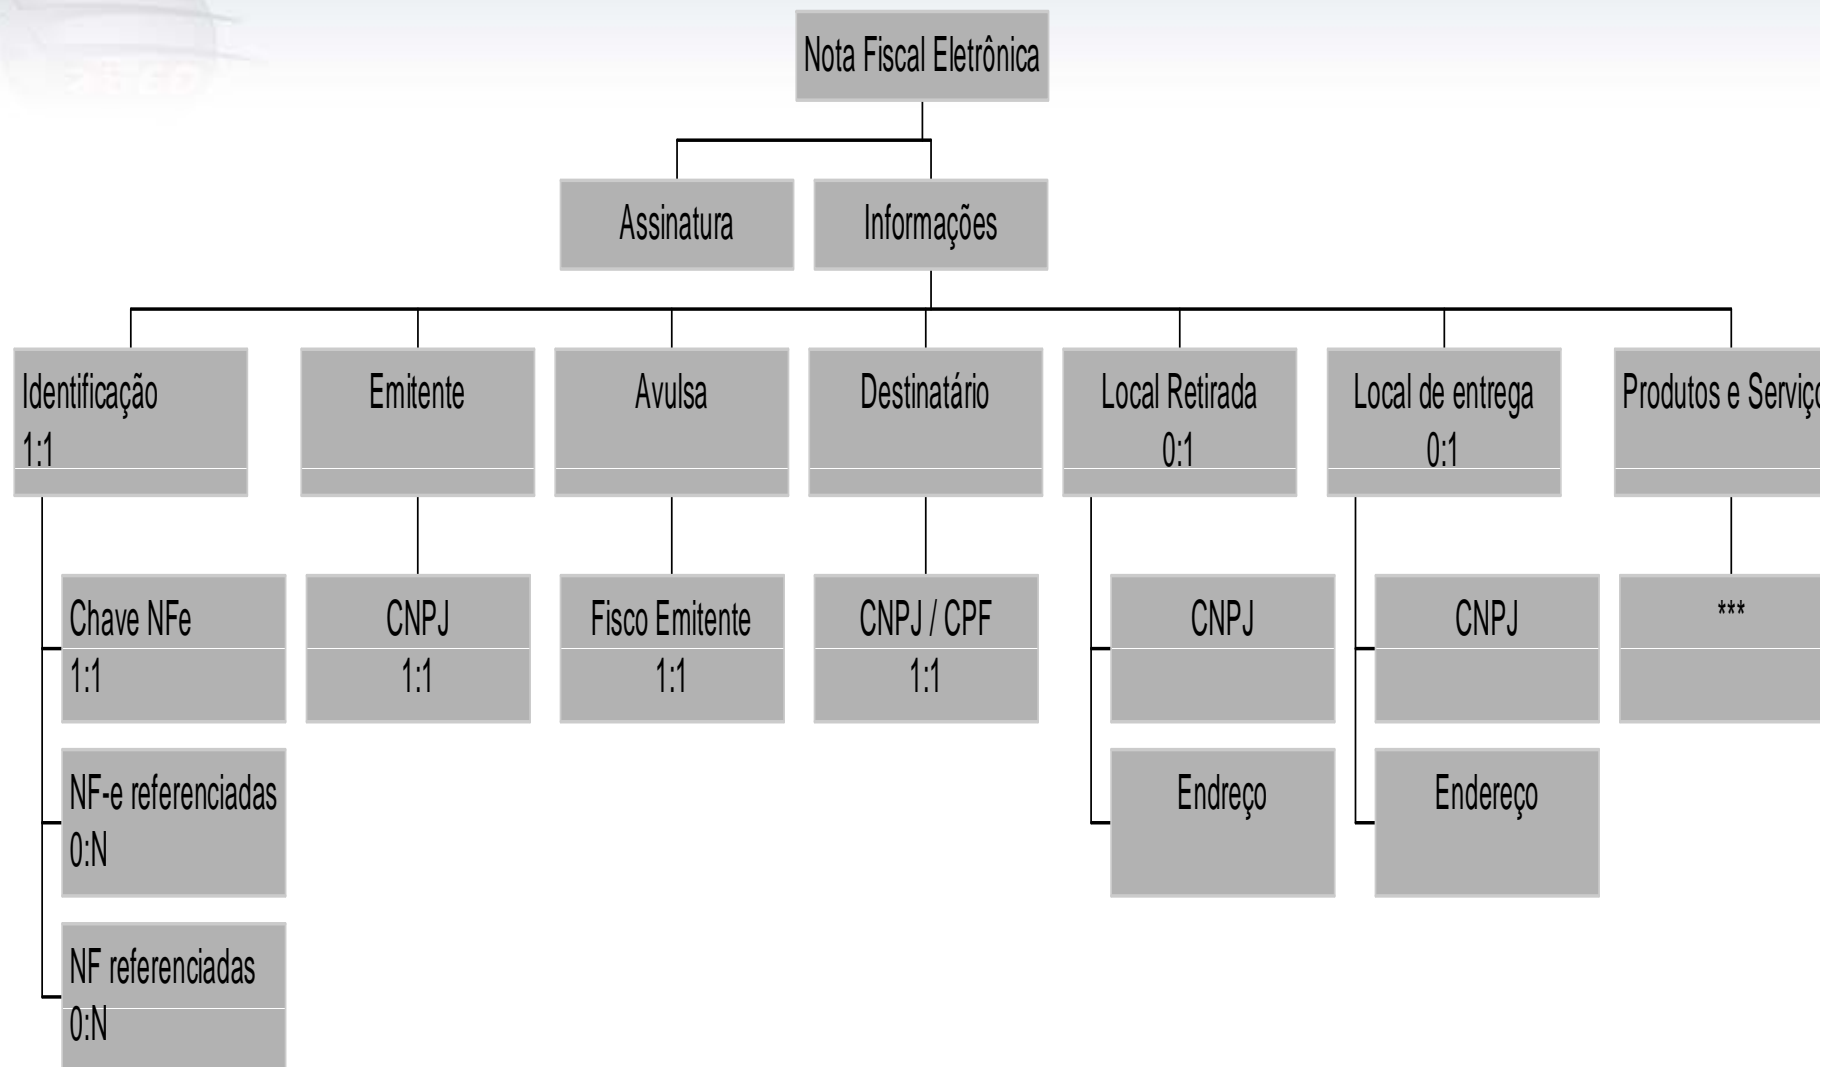 Nota Fiscal Eletrônica
Assinatura
Informações
Identificação
1:1
Emitente
Avulsa
Destinatário
Local Retirada
0:1
Local de entrega
0:1
Produtos e Serviço
Chave NFe
1:1
CNPJ
1:1
Fisco Emitente
1:1
CNPJ / CPF
1:1
CNPJ
CNPJ
***
NF-e referenciadas
0:N
Endreço
Endereço
NF referenciadas
0:N